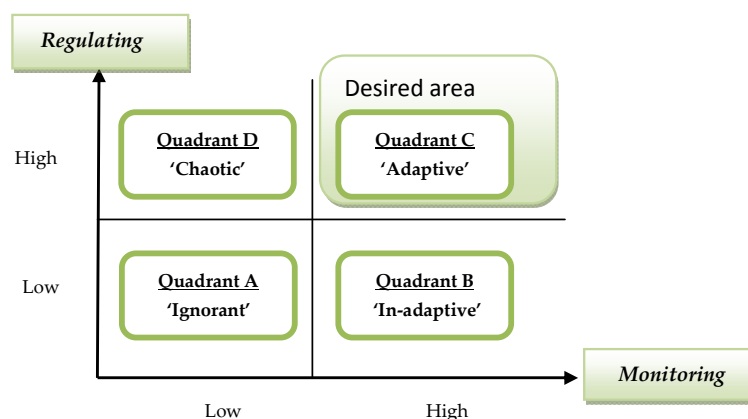 Regulating
Desired area
Quadrant D
‘Chaotic’
Quadrant C
‘Adaptive’
High
Low
Quadrant A
‘Ignorant’
Quadrant B
‘In-adaptive’
Monitoring
Low
High